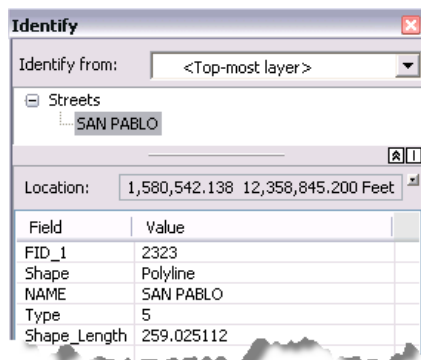 Identify
Identify from: <Top-most layer>
Streets
SAN PABLO
Location: 1,580,542.138 12,358,845.200 Feet
Field Value
FID_1 2323
Shape Polyline
NAME SAN PABLO
Type 5
Shape_Length 259.025112